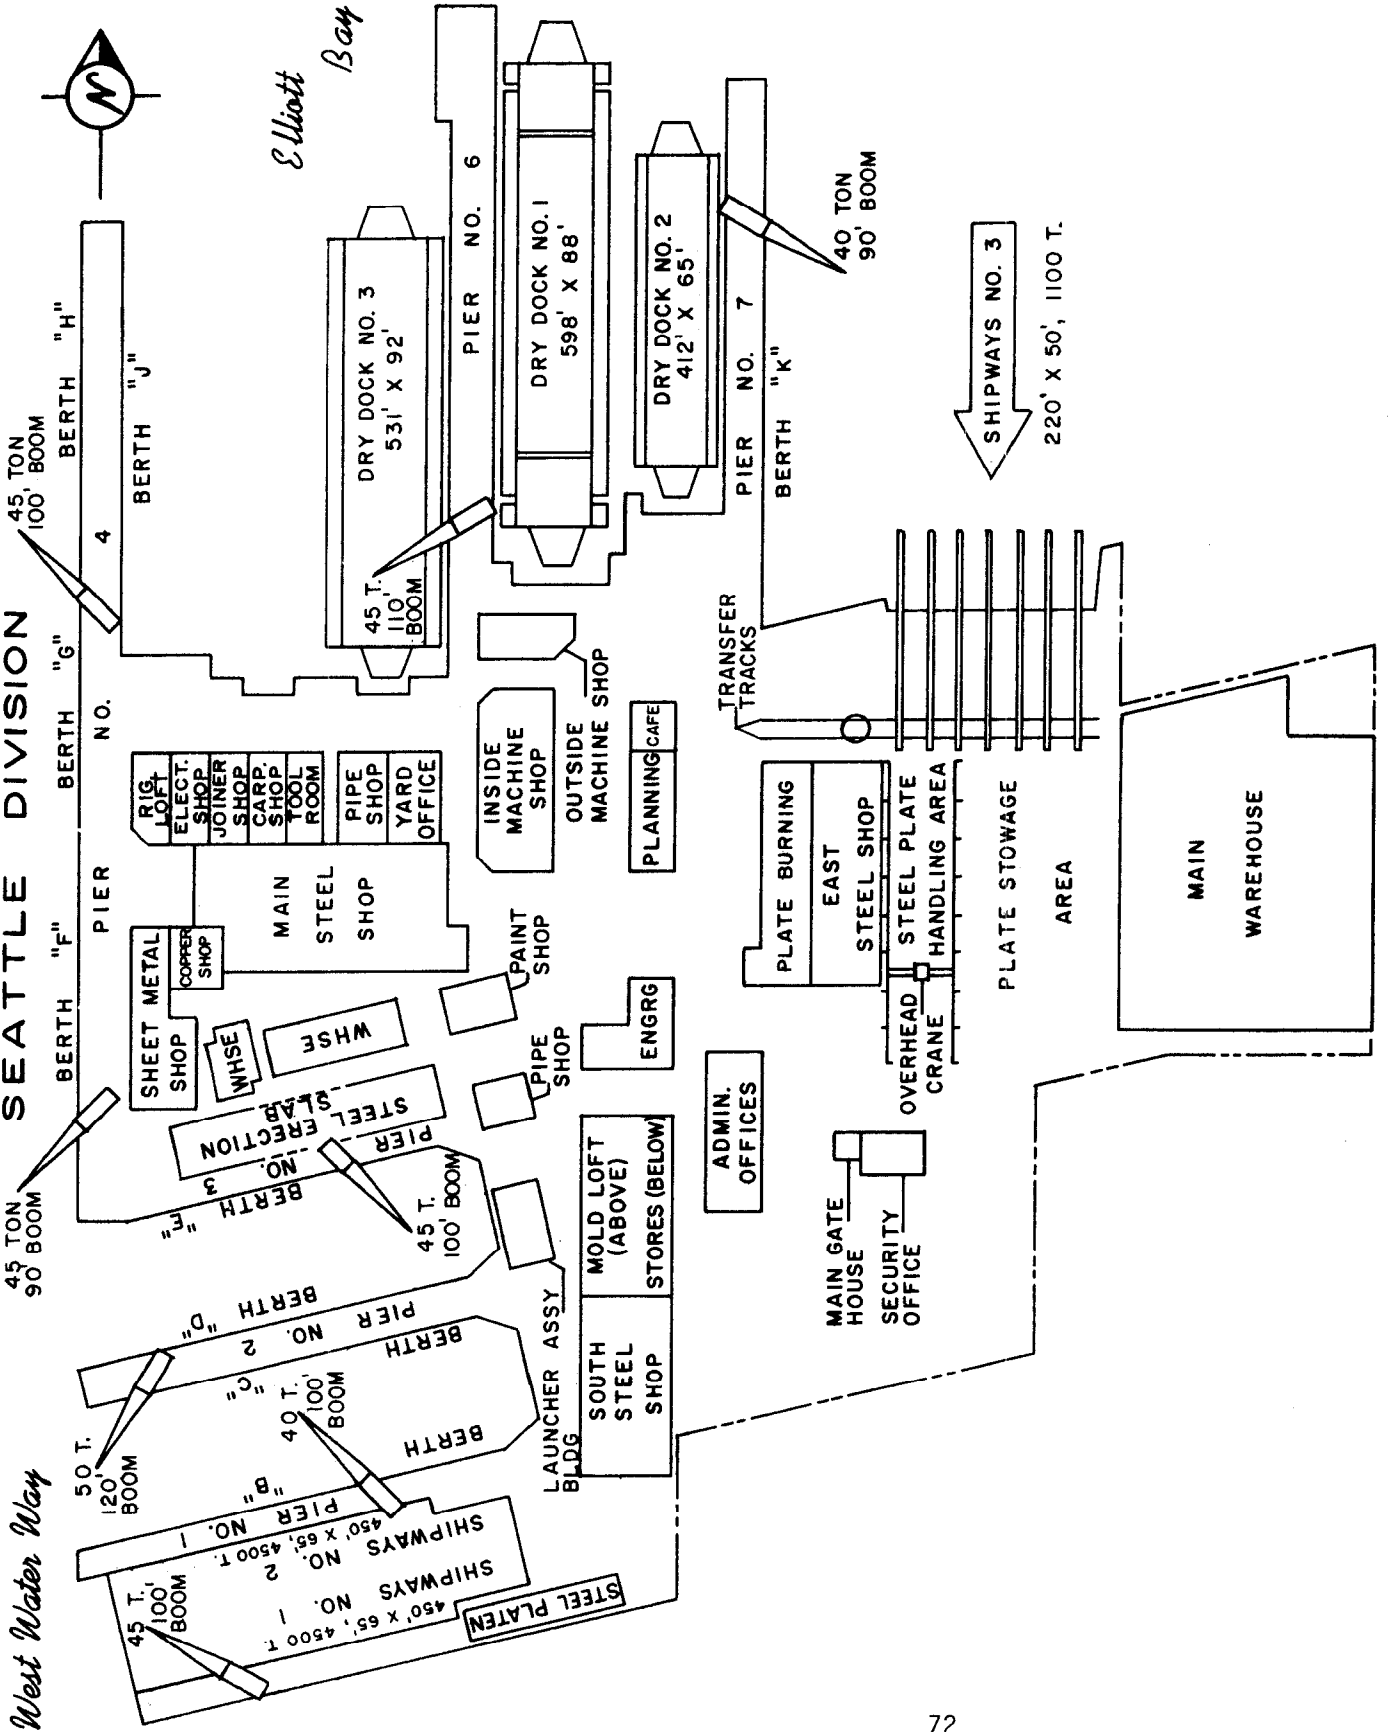 SEATTLE DIVISION
West Water Way
Elliott
Bay
N
45 TON
90' BOOM
45 TON
100' BOOM
BERTH "F"
BERTH "G"
BERTH "H"
PIER NO. 4
BERTH "J"
50 T.
120'
BOOM
45 T.
100'
BOOM
40 T.
100'
BOOM
45 T.
100' BOOM
45 T.
110'
BOOM
40 TON
90' BOOM
SHIPWAYS NO. 1
450' X 65', 4500 T.
SHIPWAYS NO. 2
450' X 65', 4500 T.
PIER NO. 1
BERTH "B"
BERTH "C"
PIER NO. 2
BERTH "D"
BERTH "E"
PIER NO. 3
STEEL ERECTION
SLAB
STEEL PLATEN
WHSE
WHSE
SHEET METAL
SHOP
COPPER
SHOP
RIG
LOFT
ELECT.
SHOP
JOINER
SHOP
CARP.
SHOP
TOOL
ROOM
PIPE
SHOP
YARD
OFFICE
MAIN
STEEL
SHOP
DRY DOCK NO. 3
531' X 92'
PIER NO. 6
DRY DOCK NO. 1
598' X 88'
DRY DOCK NO. 2
412' X 65'
PIER NO. 7
BERTH "K"
INSIDE
MACHINE
SHOP
OUTSIDE
MACHINE SHOP
PAINT
SHOP
PIPE
SHOP
LAUNCHER ASSY
BLDG
SOUTH
STEEL
SHOP
MOLD LOFT
(ABOVE)
STORES (BELOW)
ENGRG
PLANNING
CAFE
ADMIN.
OFFICES
TRANSFER
TRACKS
PLATE BURNING
EAST
STEEL SHOP
STEEL PLATE
HANDLING AREA
OVERHEAD
CRANE
PLATE STOWAGE
AREA
MAIN GATE
HOUSE
SECURITY
OFFICE
SHIPWAYS NO. 3
220' X 50', 1100 T.
MAIN
WAREHOUSE
72